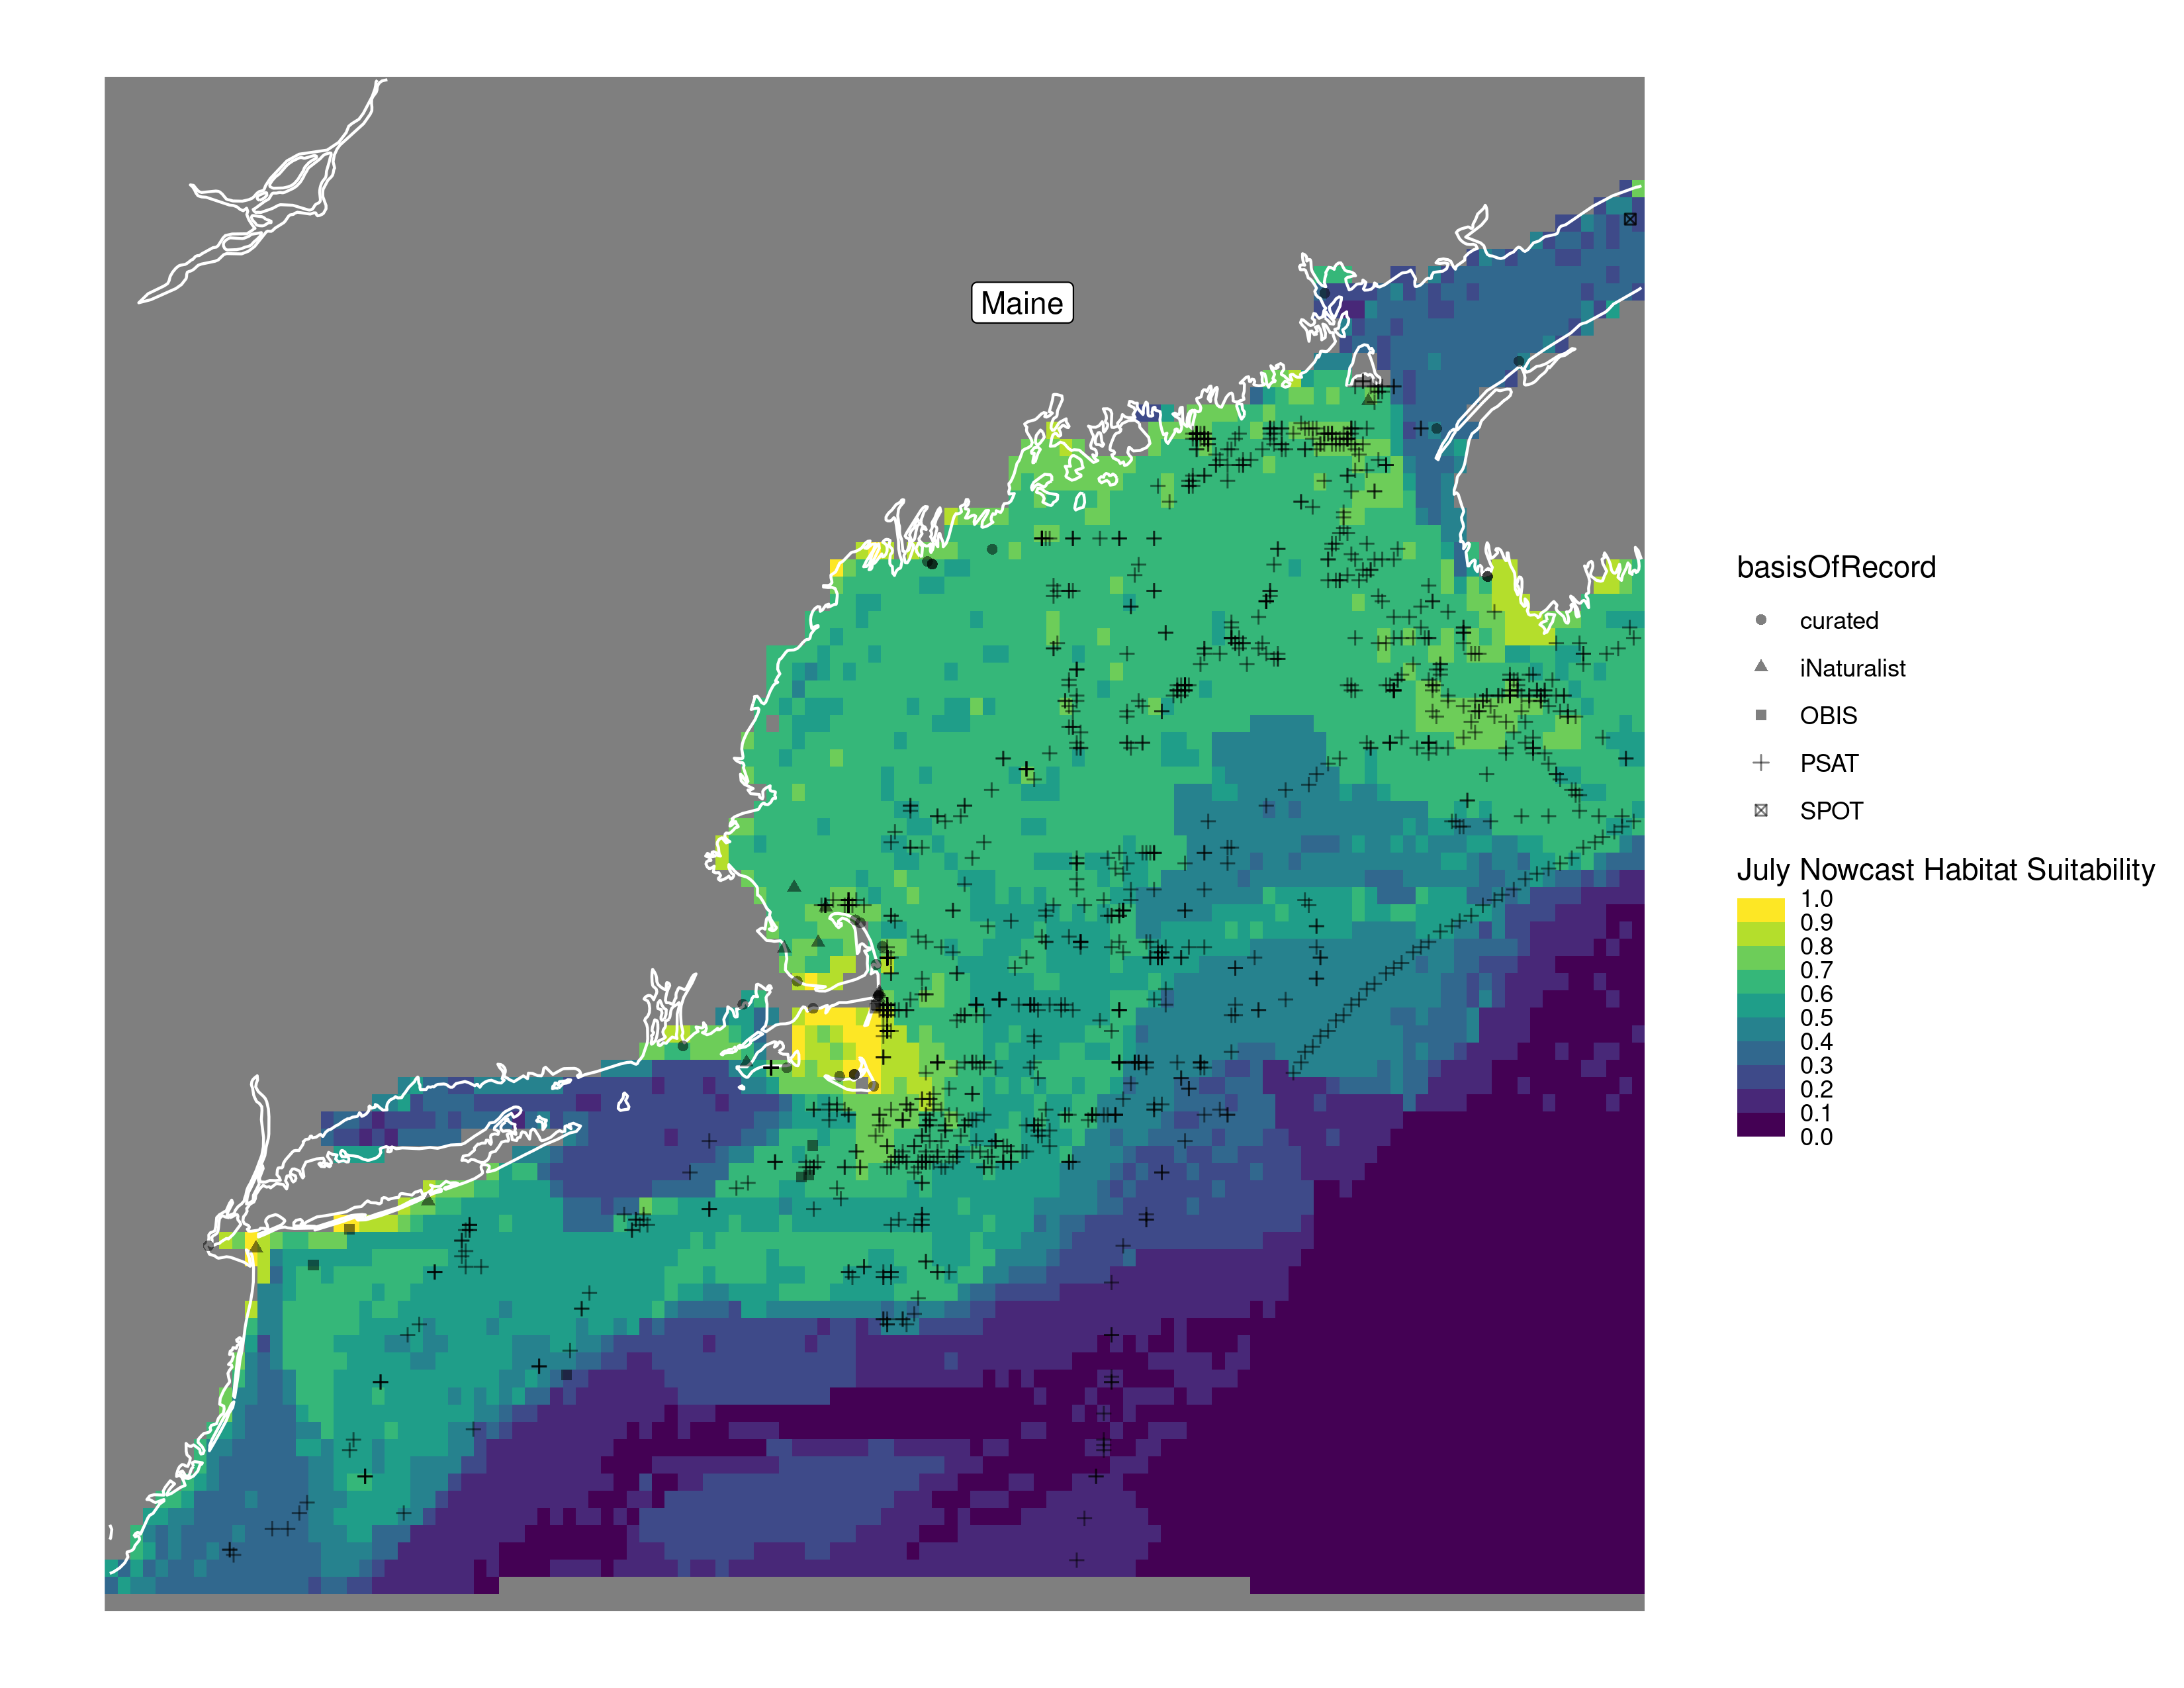 Maine
basisOfRecord
curated
iNaturalist
OBIS
PSAT
SPOT
July Nowcast Habitat Suitability
1.0
0.9
0.8
0.7
0.6
0.5
0.4
0.3
0.2
0.1
0.0